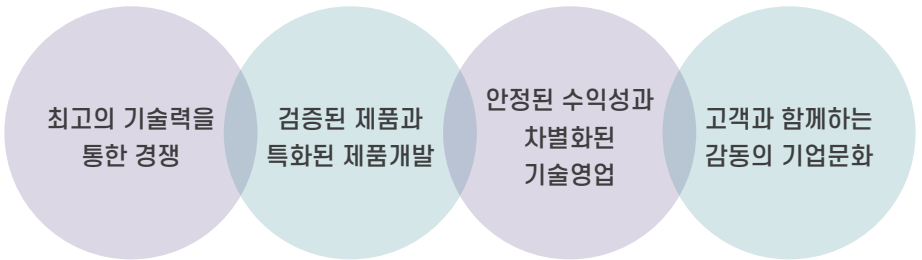 최고의 기술력을
통한 경쟁
검증된 제품과
특화된 제품개발
안정된 수익성과
차별화된
기술영업
고객과 함께하는
감동의 기업문화